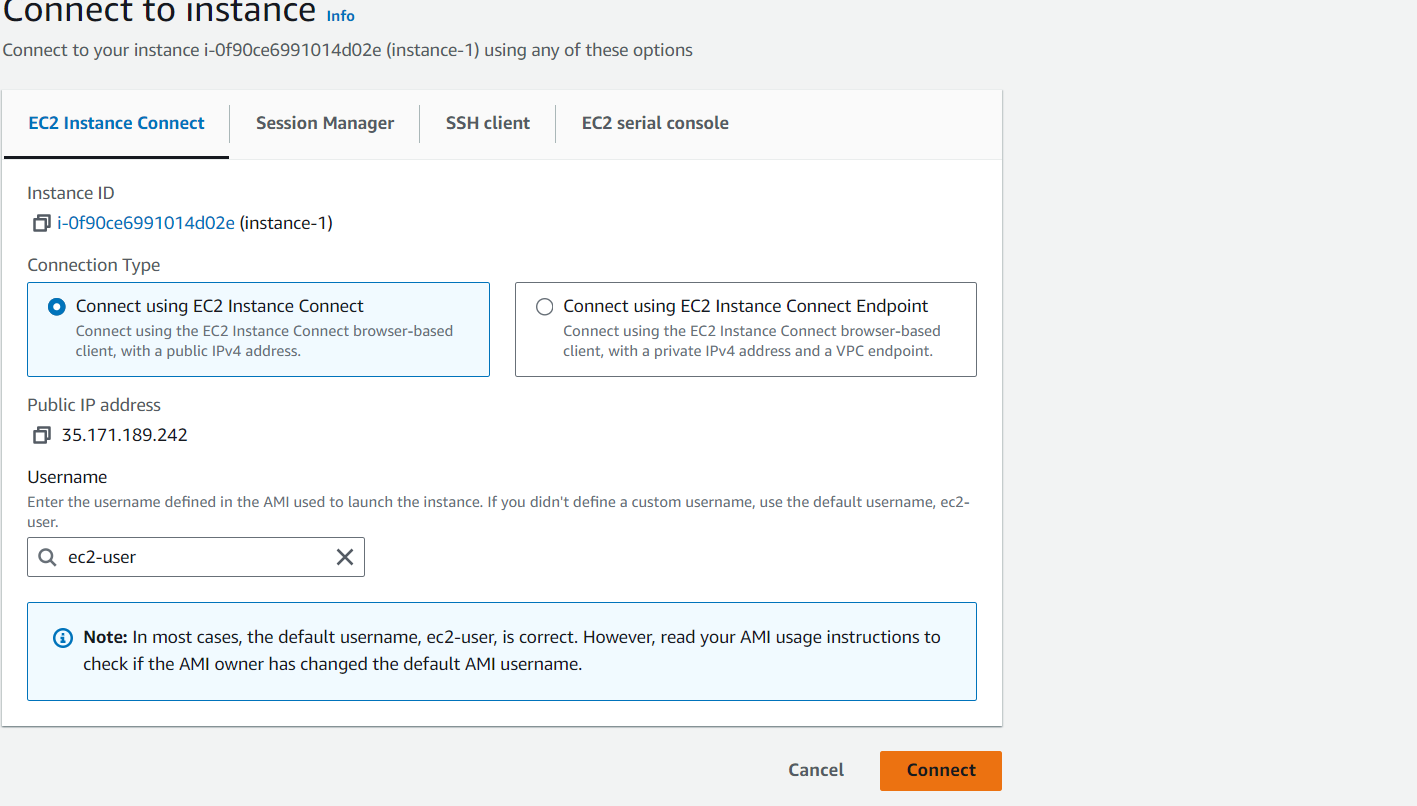 Connect to instance Info
Connect to your instance i-0f90ce6991014d02e (instance-1) using any of these options
EC2 Instance Connect
Session Manager
SSH client
EC2 serial console
Instance ID
i-0f90ce6991014d02e (instance-1)
Connection Type
Connect using EC2 Instance Connect
Connect using the EC2 Instance Connect browser-based
client, with a public IPv4 address.
Connect using EC2 Instance Connect Endpoint
Connect using the EC2 Instance Connect browser-based
client, with a private IPv4 address and a VPC endpoint.
Public IP address
35.171.189.242
Username
Enter the username defined in the AMI used to launch the instance. If you didn't define a custom username, use the default username, ec2-
user.
ec2-user
Note: In most cases, the default username, ec2-user, is correct. However, read your AMI usage instructions to
check if the AMI owner has changed the default AMI username.
Cancel
Connect